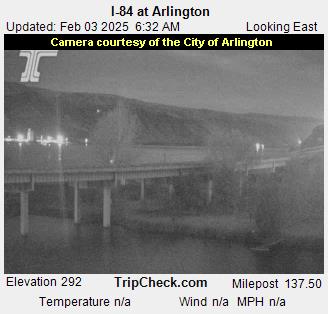 I-84 at Arlington
Updated: Feb 03 2025 6:32 AM Looking East
Camera courtesy of the City of Arlington
Elevation 292 TripCheck.com Milepost 137.50
Temperature n/a Wind n/a MPH n/a